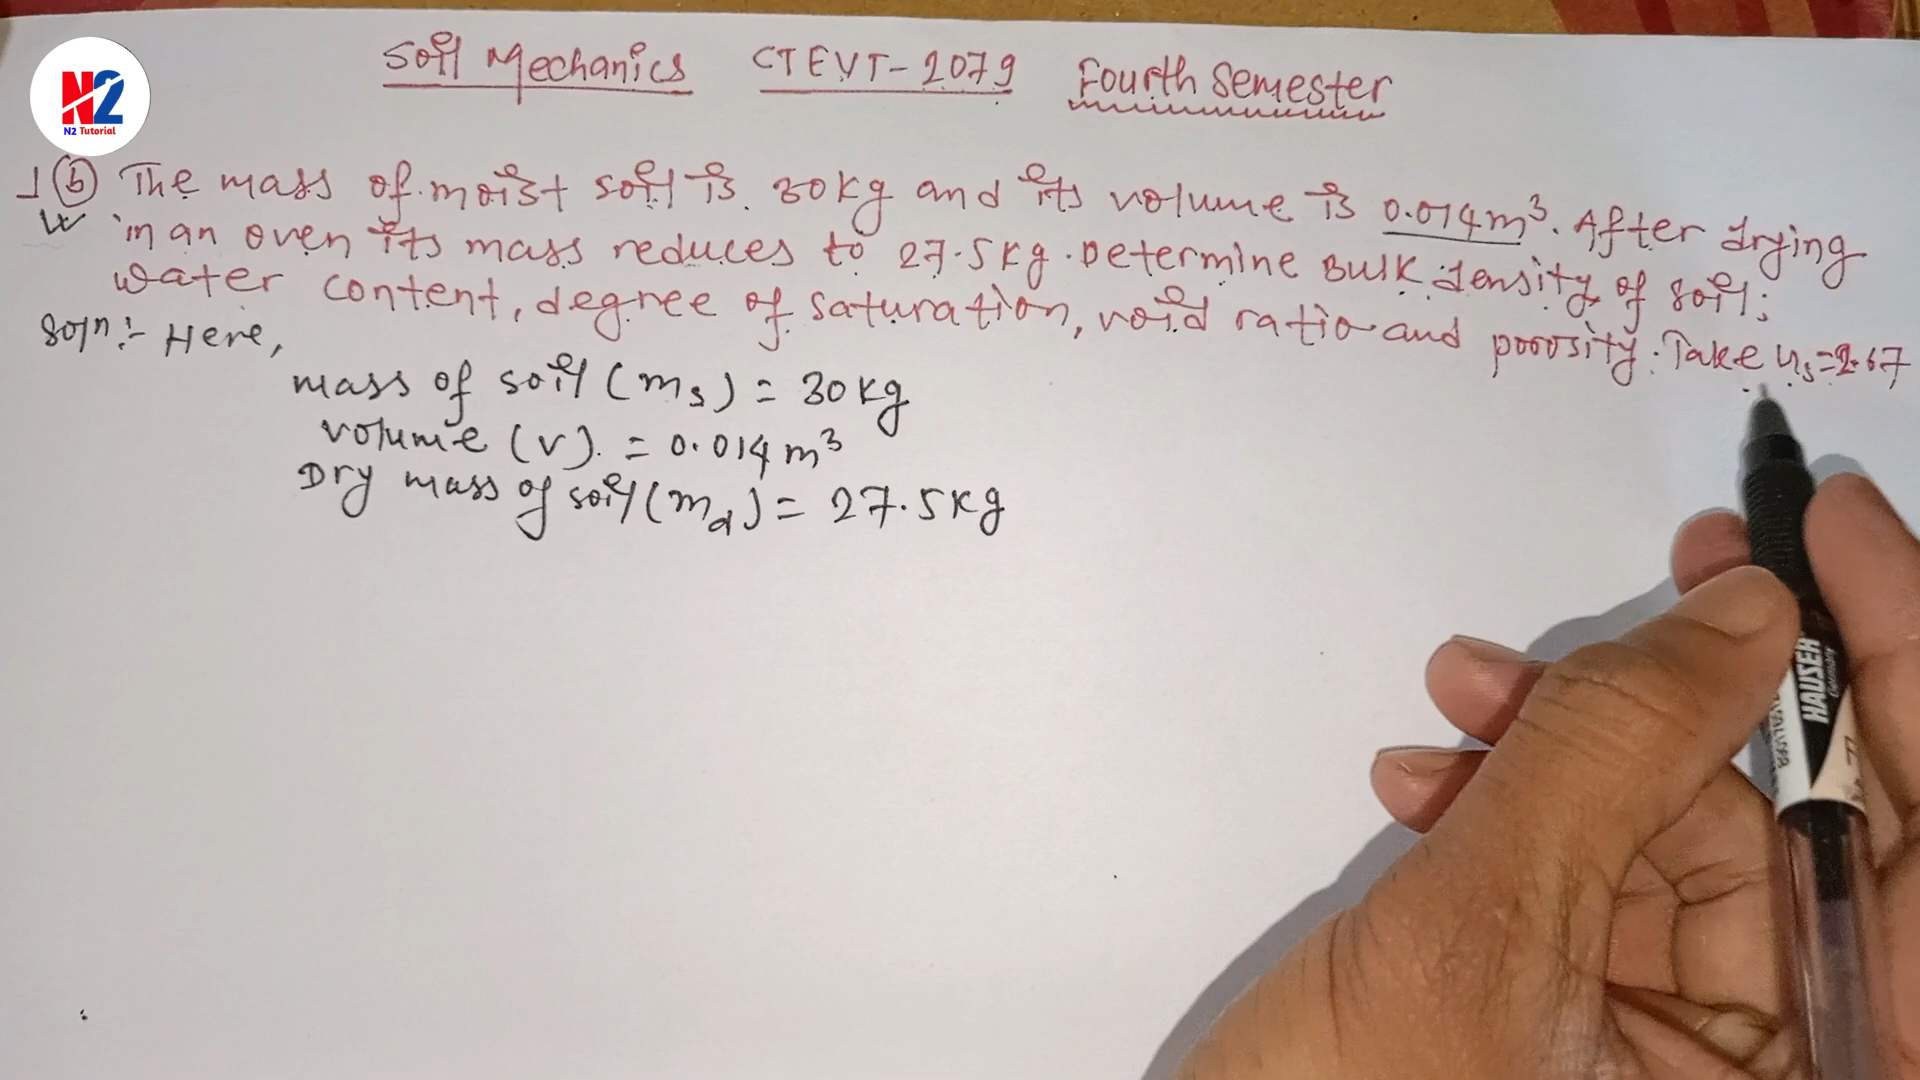 N2
N2 Tutorial
Soil Mechanics CTEVT-2079 Fourth Semester
1 (b) The mass of moist soil is 30kg and its volume is 0.014m³. After drying
in an oven its mass reduces to 27.5kg. Determine Bulk density of soil;
water content, degree of saturation, void ratio and porosity. Take Gs=2.67
Soln:- Here,
mass of soil (ms) = 30kg
volume (v) = 0.014 m³
Dry mass of soil (md) = 27.5kg
HAUSER
Germany